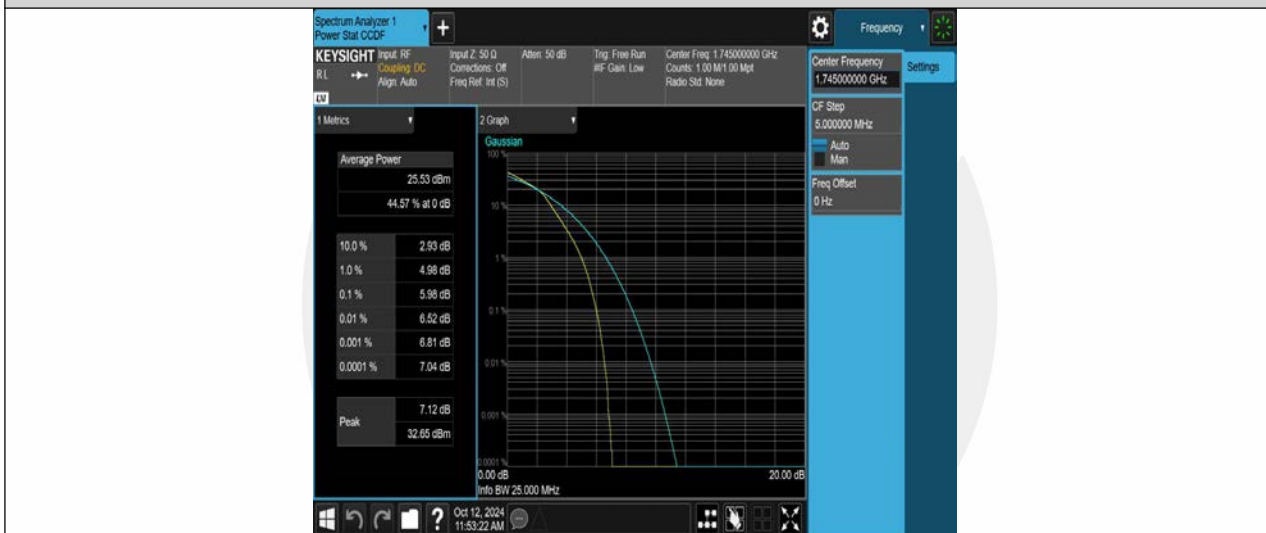 Spectrum Analyzer 1
Power Stat CCDF
+
Frequency
KEYSIGHT
RL
Input: RF
Coupling: DC
Align: Auto
Input Z: 50 Ω
Corrections: Off
Freq Ref: Int (S)
Atten: 50 dB
Trig: Free Run
#IF Gain: Low
Center Freq: 1.745000000 GHz
Counts: 1.00 M/1.00 Mpt
Radio Std: None
Center Frequency
1.745000000 GHz
Settings
CF Step
5.000000 MHz
Auto
Man
Freq Offset
0 Hz
1 Metrics
Average Power
25.53 dBm
44.57 % at 0 dB
10.0 % 2.93 dB
1.0 % 4.98 dB
0.1 % 5.98 dB
0.01 % 6.52 dB
0.001 % 6.81 dB
0.0001 % 7.04 dB
Peak
7.12 dB
32.65 dBm
2 Graph
Gaussian
100 %
10 %
1 %
0.1 %
0.01 %
0.001 %
0.0001 %
0.00 dB 20.00 dB
Info BW 25.000 MHz
?
Oct 12, 2024
11:53:22 AM